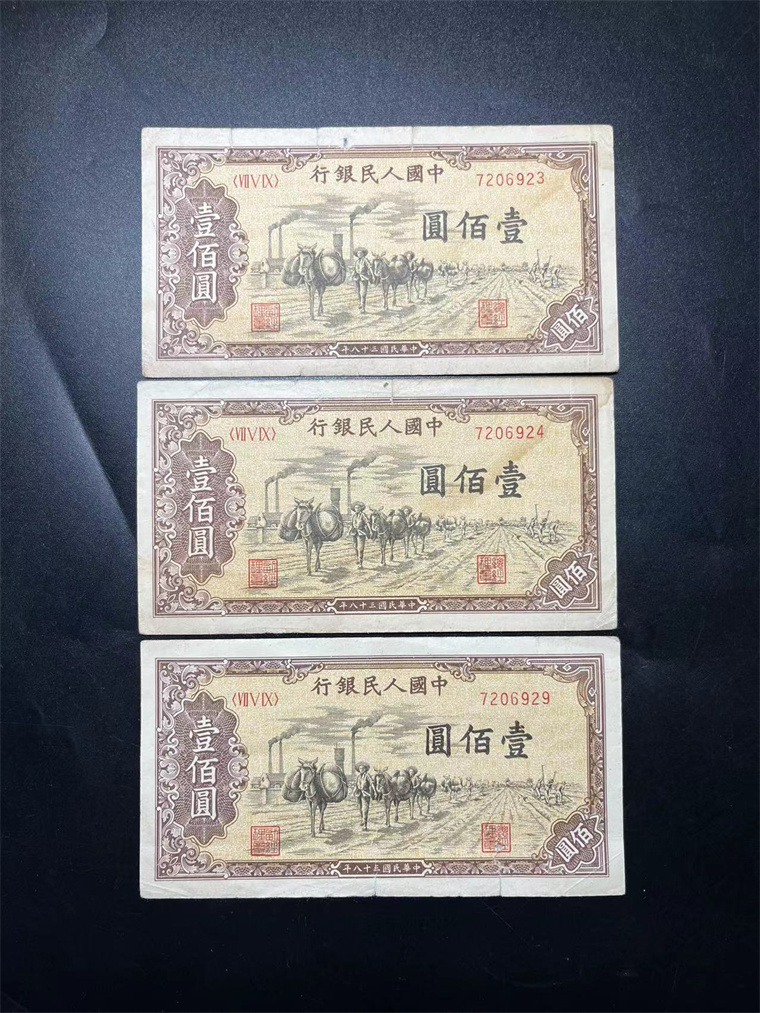 〈ⅦⅤⅨ〉 行銀民人國中 7206923
圓佰壹
壹佰圓
佰圓
年八十三國民華中
〈ⅦⅤⅨ〉 行銀民人國中 7206924
圓佰壹
壹佰圓
佰圓
年八十三國民華中
〈ⅦⅤⅨ〉 行銀民人國中 7206929
圓佰壹
壹佰圓
佰圓
年八十三國民華中